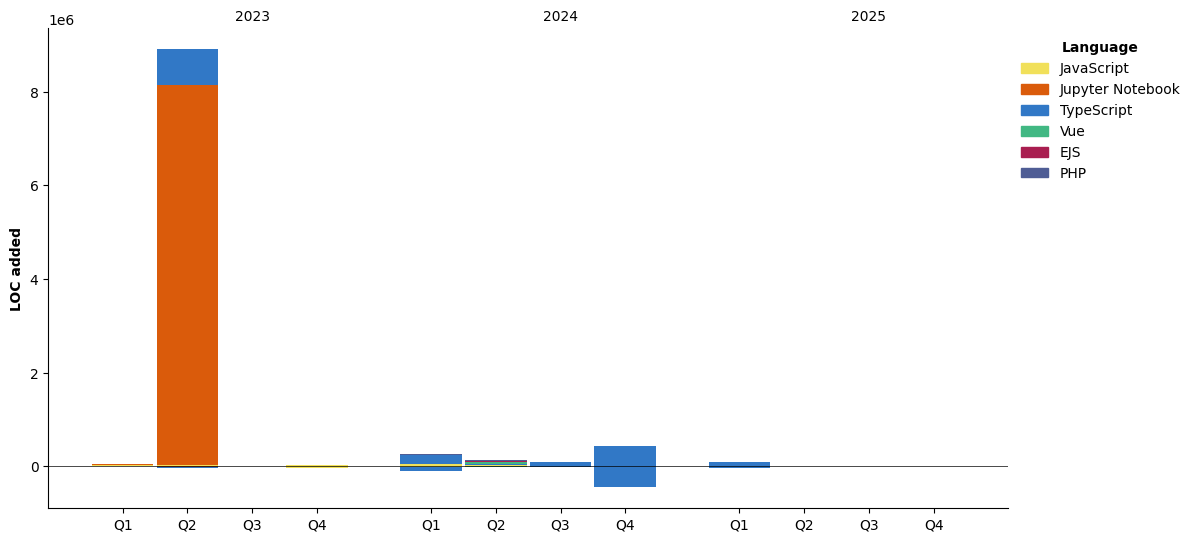 1e6
2023 2024 2025
Language
JavaScript
Jupyter Notebook
TypeScript
Vue
EJS
PHP
LOC added
8
6
4
2
0
Q1 Q2 Q3 Q4 Q1 Q2 Q3 Q4 Q1 Q2 Q3 Q4